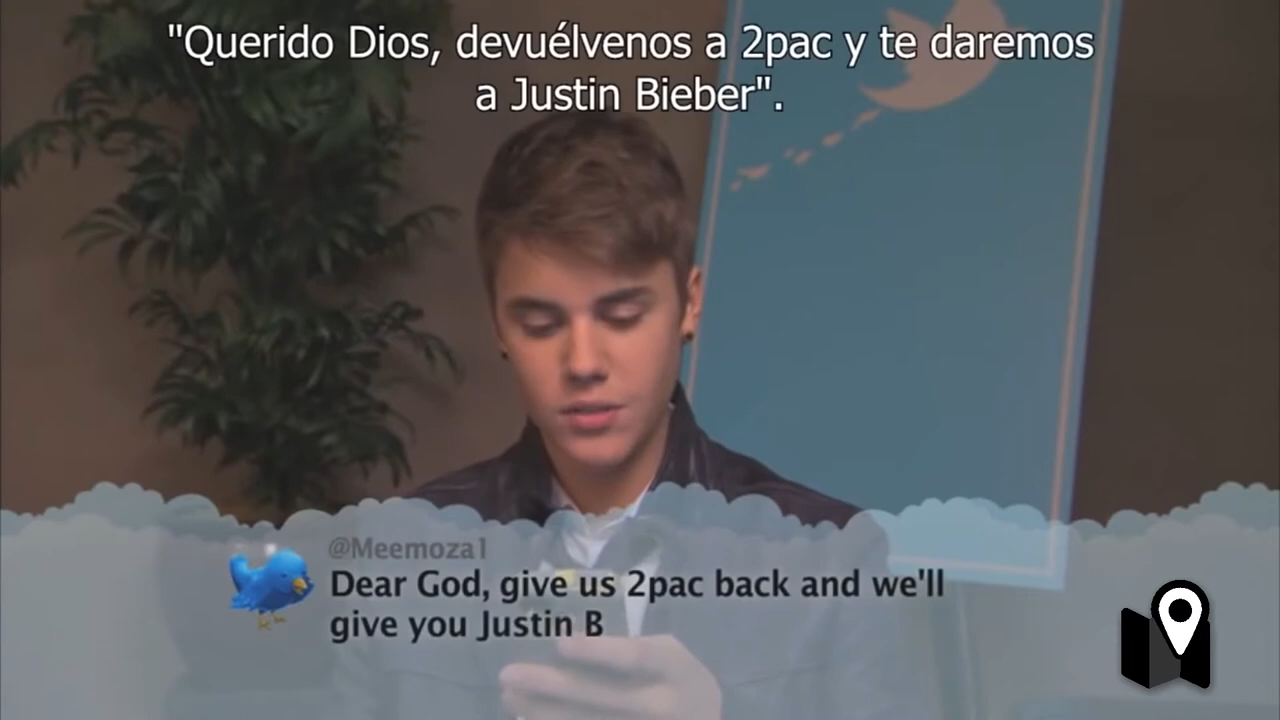 "Querido Dios, devuélvenos a 2pac y te daremos
a Justin Bieber".
@Meemoza1
Dear God, give us 2pac back and we'll
give you Justin B